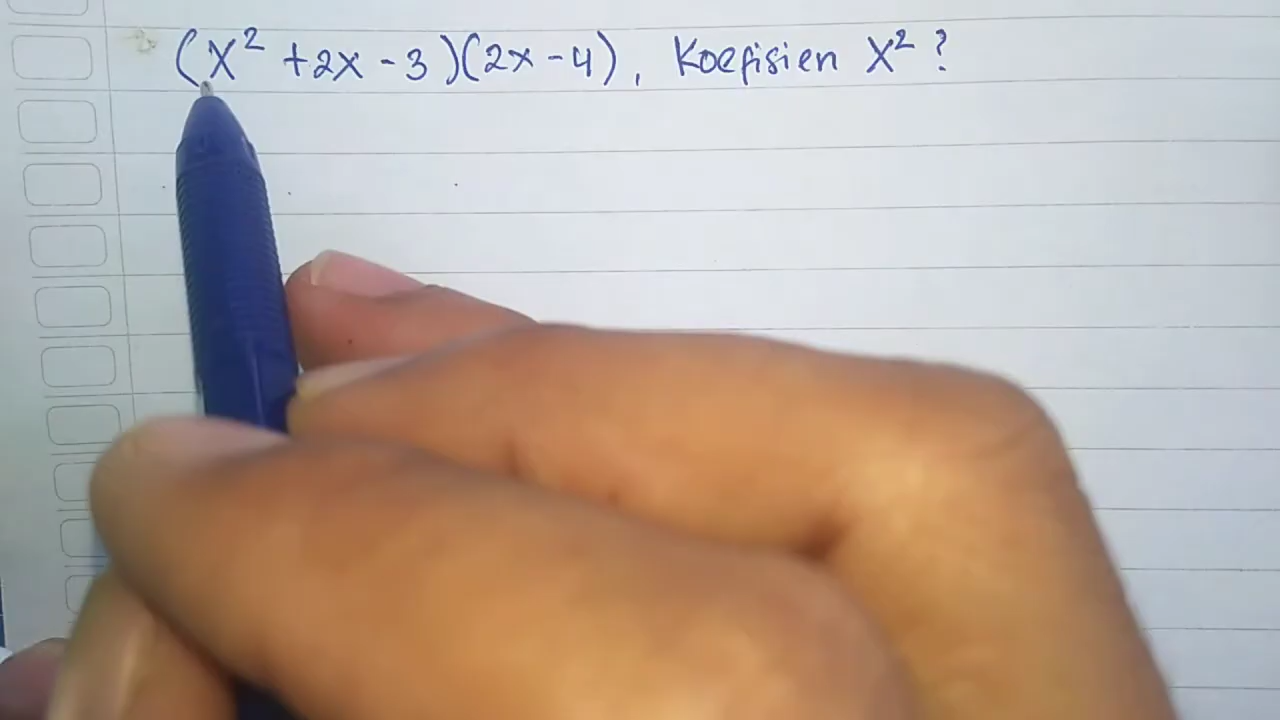 (x² + 2x - 3)(2x - 4), Koefisien x² ?